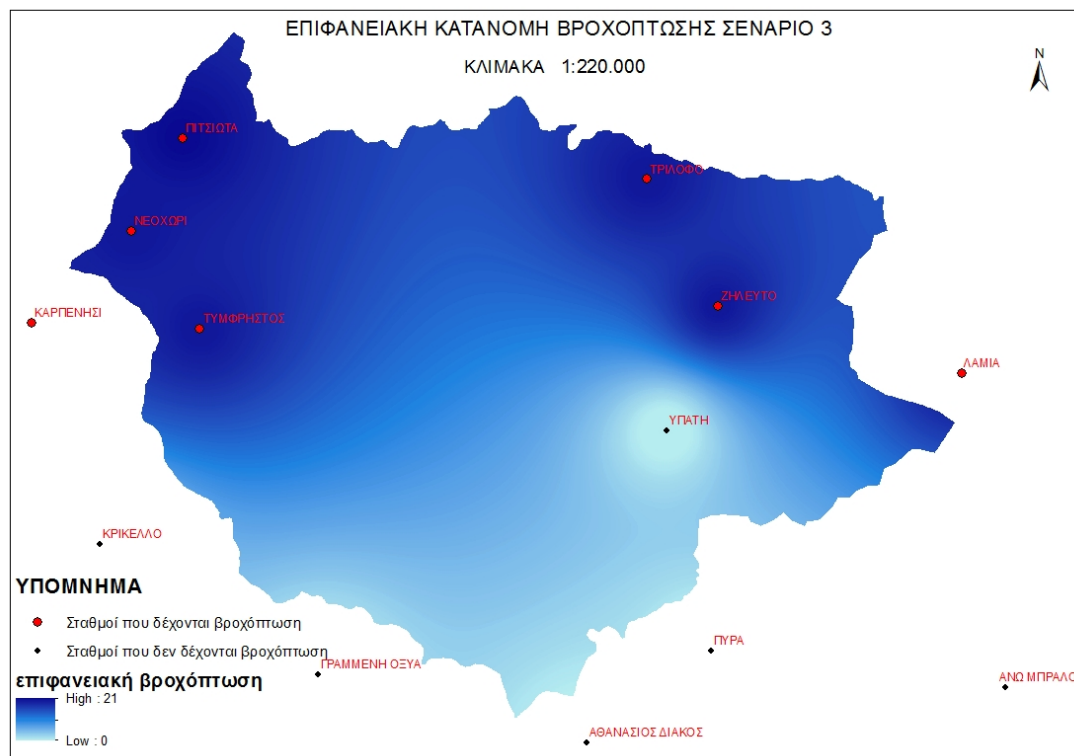 ΕΠΙΦΑΝΕΙΑΚΗ ΚΑΤΑΝΟΜΗ ΒΡΟΧΟΠΤΩΣΗΣ ΣΕΝΑΡΙΟ 3
ΚΛΙΜΑΚΑ 1:220.000
N
ΠΙΤΣΙΩΤΑ
ΤΡΙΛΟΦΟ
ΝΕΟΧΩΡΙ
ΖΗΛΕΥΤΟ
ΚΑΡΠΕΝΗΣΙ
ΤΥΜΦΡΗΣΤΟΣ
ΛΑΜΙΑ
ΥΠΑΤΗ
ΚΡΙΚΕΛΛΟ
ΥΠΟΜΝΗΜΑ
Σταθμοί που δέχονται βροχόπτωση
Σταθμοί που δεν δέχονται βροχόπτωση
ΓΡΑΜΜΕΝΗ ΟΞΥΑ
ΠΥΡΑ
ΑΝΩ ΜΠΡΑΛΟ
επιφανειακή βροχόπτωση
High : 21
Low : 0
ΑΘΑΝΑΣΙΟΣ ΔΙΑΚΟΣ